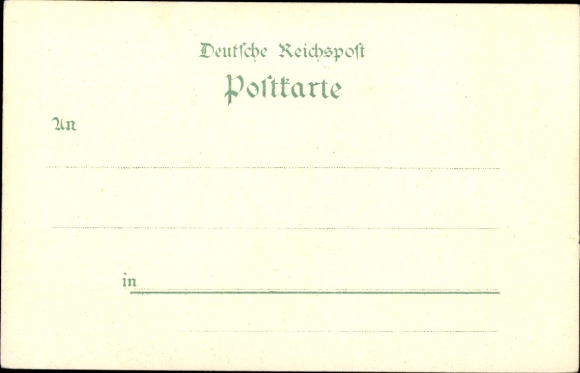 Deutsche Reichspost
Postkarte
An
in